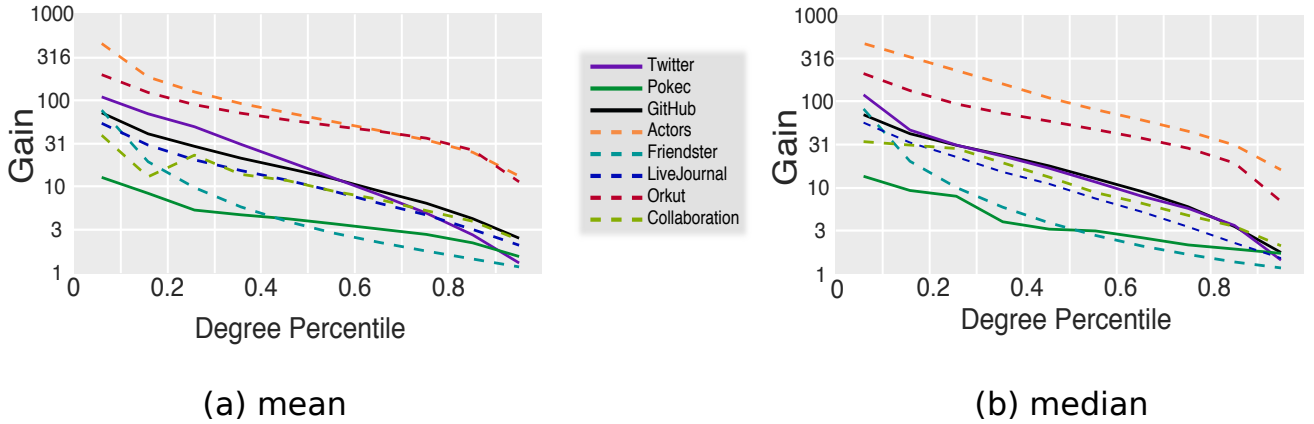 1000
316
100
31
10
3
1
Gain
0
0.2
0.4
0.6
0.8
Degree Percentile
(a) mean
Twitter
Pokec
GitHub
Actors
Friendster
LiveJournal
Orkut
Collaboration
1000
316
100
31
10
3
1
Gain
0
0.2
0.4
0.6
0.8
Degree Percentile
(b) median